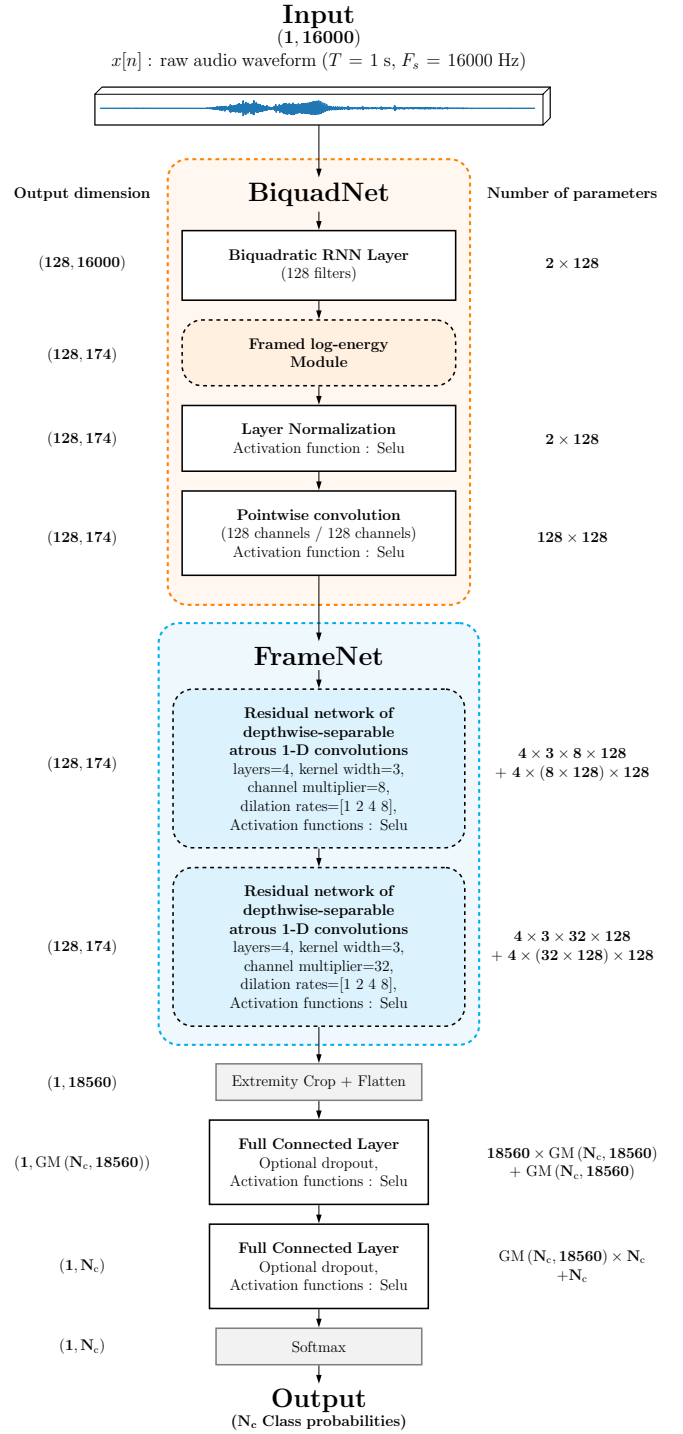 Input
(1, 16000)
x[n] : raw audio waveform (T = 1 s, F_s = 16000 Hz)
Output dimension
BiquadNet
Number of parameters
(128, 16000)
Biquadratic RNN Layer
(128 filters)
2 × 128
(128, 174)
Framed log-energy
Module
(128, 174)
Layer Normalization
Activation function : Selu
2 × 128
(128, 174)
Pointwise convolution
(128 channels / 128 channels)
Activation function : Selu
128 × 128
FrameNet
(128, 174)
Residual network of
depthwise-separable
atrous 1-D convolutions
layers=4, kernel width=3,
channel multiplier=8,
dilation rates=[1 2 4 8],
Activation functions : Selu
4 × 3 × 8 × 128
+ 4 × (8 × 128) × 128
(128, 174)
Residual network of
depthwise-separable
atrous 1-D convolutions
layers=4, kernel width=3,
channel multiplier=32,
dilation rates=[1 2 4 8],
Activation functions : Selu
4 × 3 × 32 × 128
+ 4 × (32 × 128) × 128
(1, 18560)
Extremity Crop + Flatten
(1, GM (N_c, 18560))
Full Connected Layer
Optional dropout,
Activation functions : Selu
18560 × GM (N_c, 18560)
+ GM (N_c, 18560)
(1, N_c)
Full Connected Layer
Optional dropout,
Activation functions : Selu
GM (N_c, 18560) × N_c
+N_c
(1, N_c)
Softmax
Output
(N_c Class probabilities)